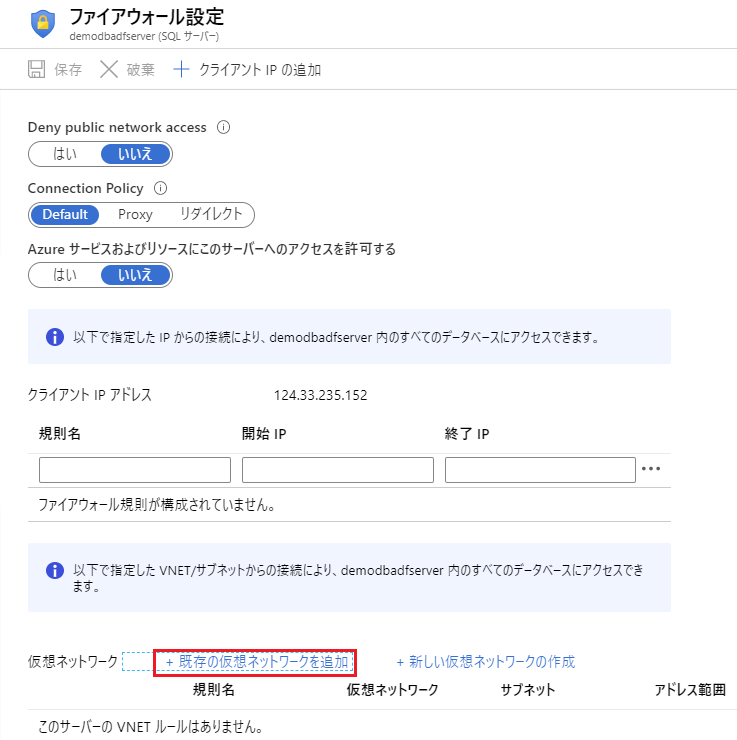 ファイアウォール設定
demodbadfserver (SQL サーバー)
保存 破棄 クライアント IP の追加
Deny public network access
はい いいえ
Connection Policy
Default Proxy リダイレクト
Azure サービスおよびリソースにこのサーバーへのアクセスを許可する
はい いいえ
以下で指定した IP からの接続により、demodbadfserver 内のすべてのデータベースにアクセスできます。
クライアント IP アドレス 124.33.235.152
規則名 開始 IP 終了 IP
ファイアウォール規則が構成されていません。
以下で指定した VNET/サブネットからの接続により、demodbadfserver 内のすべてのデータベースにアクセスでき
ます。
仮想ネットワーク + 既存の仮想ネットワークを追加 + 新しい仮想ネットワークの作成
規則名 仮想ネットワーク サブネット アドレス範囲
このサーバーの VNET ルールはありません。